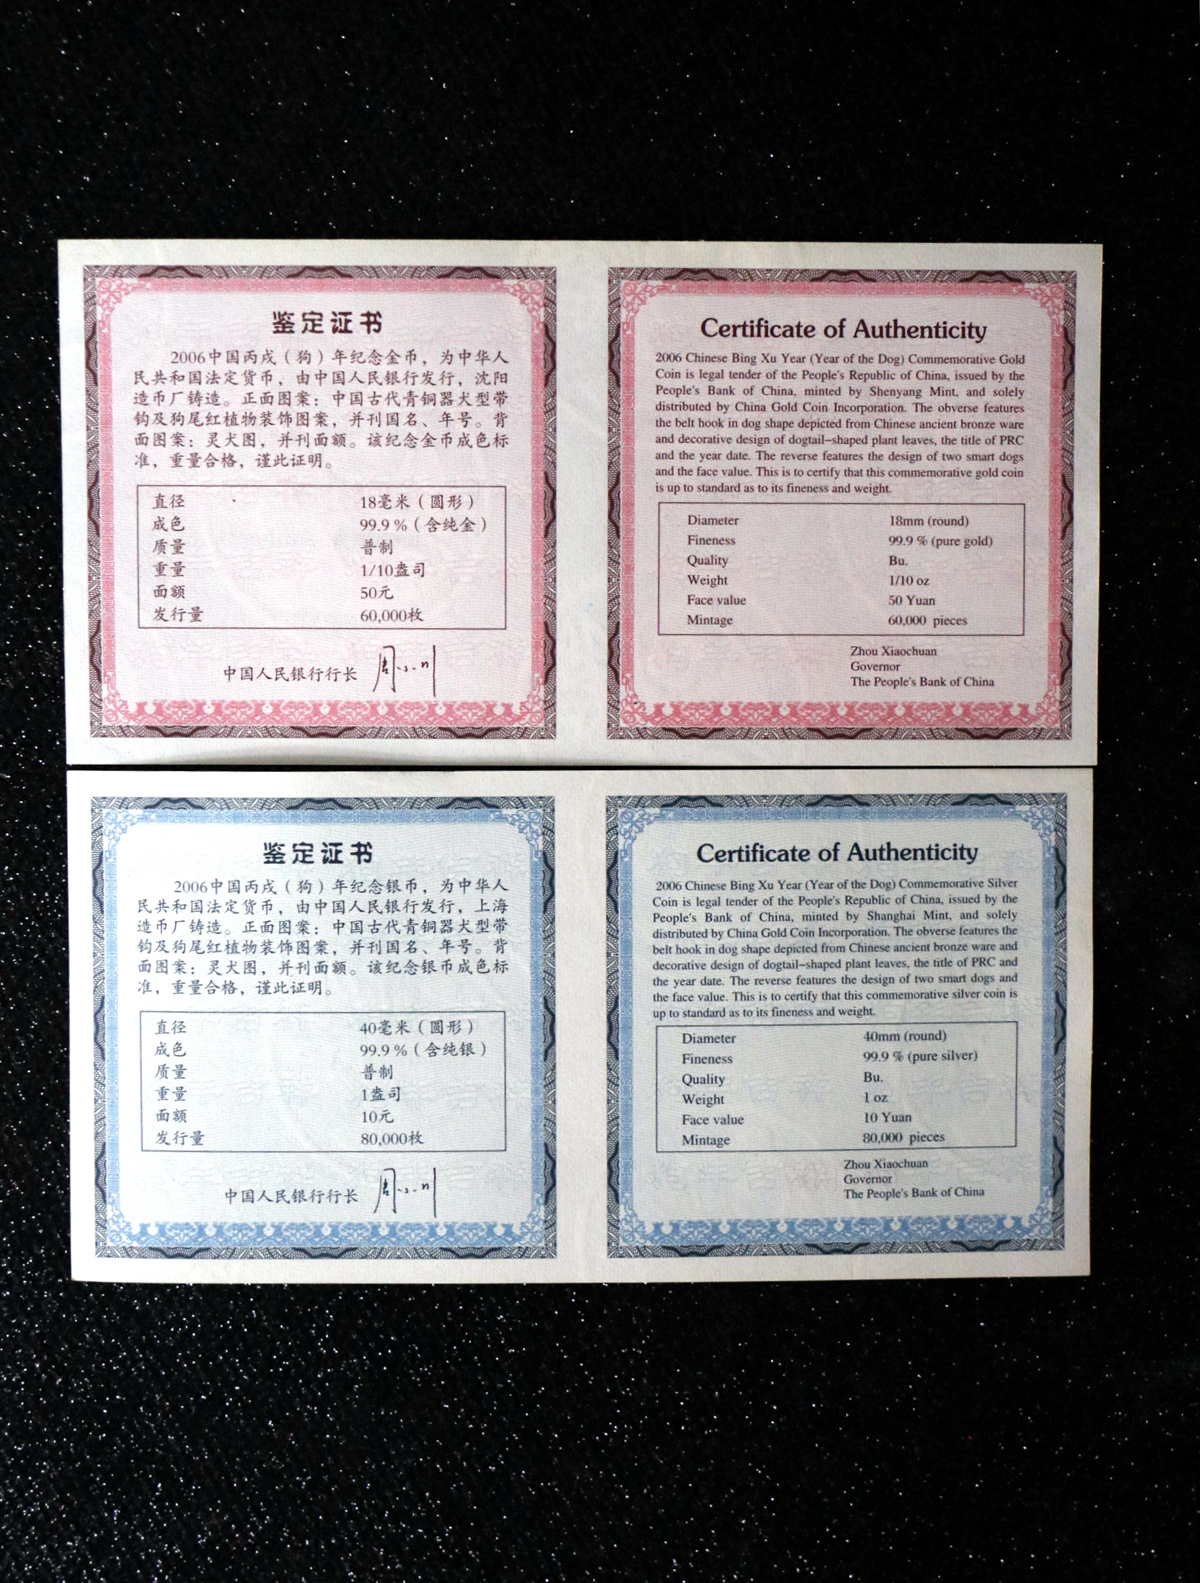 鉴定证书
2006中国丙戌（狗）年纪念金币，为中华人
民共和国法定货币，由中国人民银行发行，沈阳
造币厂铸造。正面图案：中国古代青铜器犬型带
钩及狗尾红植物装饰图案，并刊国名、年号。背
面图案：灵犬图，并刊面额。该纪念金币成色标
准，重量合格，谨此证明。
直径 18毫米（圆形）
成色 99.9％（含纯金）
质量 普制
重量 1/10盎司
面额 50元
发行量 60,000枚
中国人民银行行长 周小川
Certificate of Authenticity
2006 Chinese Bing Xu Year (Year of the Dog) Commemorative Gold
Coin is legal tender of the People's Republic of China, issued by the
People's Bank of China, minted by Shenyang Mint, and solely
distributed by China Gold Coin Incorporation. The obverse features
the belt hook in dog shape depicted from Chinese ancient bronze ware
and decorative design of dogtail-shaped plant leaves, the title of PRC
and the year date. The reverse features the design of two smart dogs
and the face value. This is to certify that this commemorative gold coin
is up to standard as to its fineness and weight.
Diameter 18mm (round)
Fineness 99.9 % (pure gold)
Quality Bu.
Weight 1/10 oz
Face value 50 Yuan
Mintage 60,000 pieces
Zhou Xiaochuan
Governor
The People's Bank of China
鉴定证书
2006中国丙戌（狗）年纪念银币，为中华人
民共和国法定货币，由中国人民银行发行，上海
造币厂铸造。正面图案：中国古代青铜器犬型带
钩及狗尾红植物装饰图案，并刊国名、年号。背
面图案：灵犬图，并刊面额。该纪念银币成色标
准，重量合格，谨此证明。
直径 40毫米（圆形）
成色 99.9％（含纯银）
质量 普制
重量 1盎司
面额 10元
发行量 80,000枚
中国人民银行行长 周小川
Certificate of Authenticity
2006 Chinese Bing Xu Year (Year of the Dog) Commemorative Silver
Coin is legal tender of the People's Republic of China, issued by the
People's Bank of China, minted by Shanghai Mint, and solely
distributed by China Gold Coin Incorporation. The obverse features the
belt hook in dog shape depicted from Chinese ancient bronze ware and
decorative design of dogtail-shaped plant leaves, the title of PRC and
the year date. The reverse features the design of two smart dogs and
the face value. This is to certify that this commemorative silver coin is
up to standard as to its fineness and weight.
Diameter 40mm (round)
Fineness 99.9 % (pure silver)
Quality Bu.
Weight 1 oz
Face value 10 Yuan
Mintage 80,000 pieces
Zhou Xiaochuan
Governor
The People's Bank of China